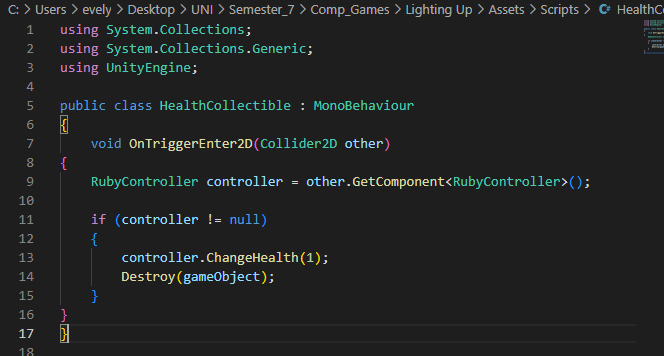 C: > Users > evely > Desktop > UNI > Semester_7 > Comp_Games > Lighting Up > Assets > Scripts > C# HealthCo
1 using System.Collections;
2 using System.Collections.Generic;
3 using UnityEngine;
4
5 public class HealthCollectible : MonoBehaviour
6 {
7     void OnTriggerEnter2D(Collider2D other)
8 {
9     RubyController controller = other.GetComponent<RubyController>();
10
11     if (controller != null)
12     {
13         controller.ChangeHealth(1);
14         Destroy(gameObject);
15     }
16 }
17 }
18